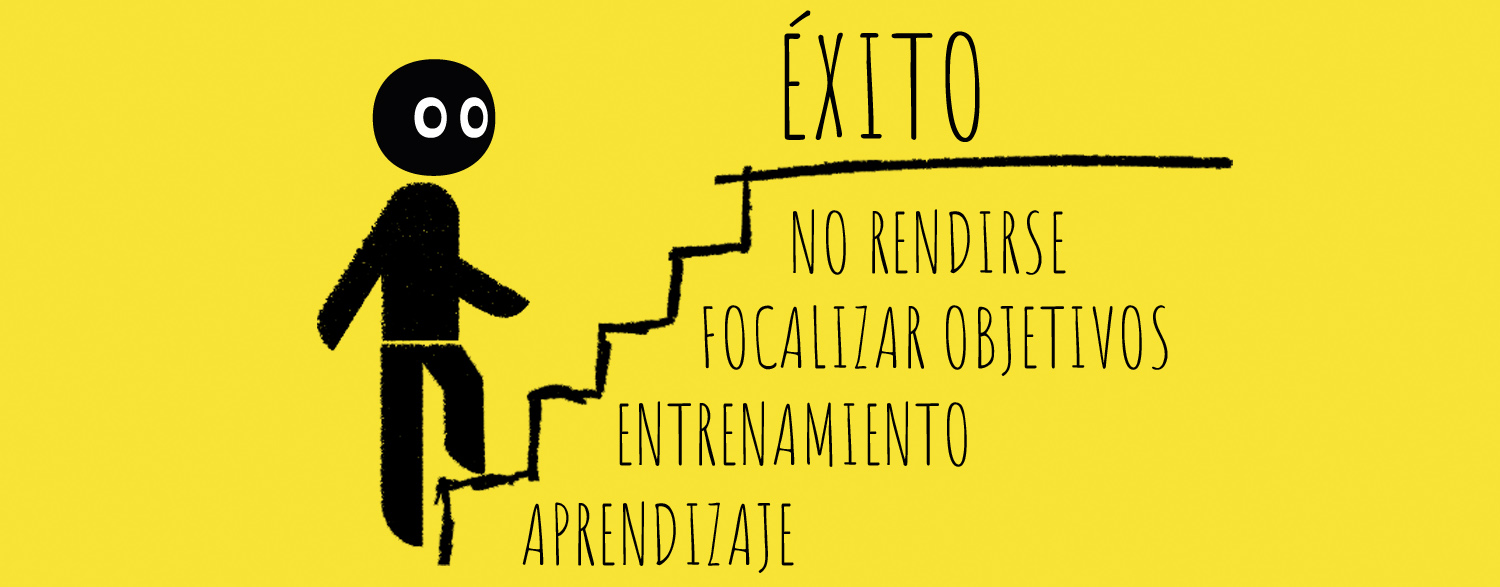 ÉXITO
NO RENDIRSE
FOCALIZAR OBJETIVOS
ENTRENAMIENTO
APRENDIZAJE